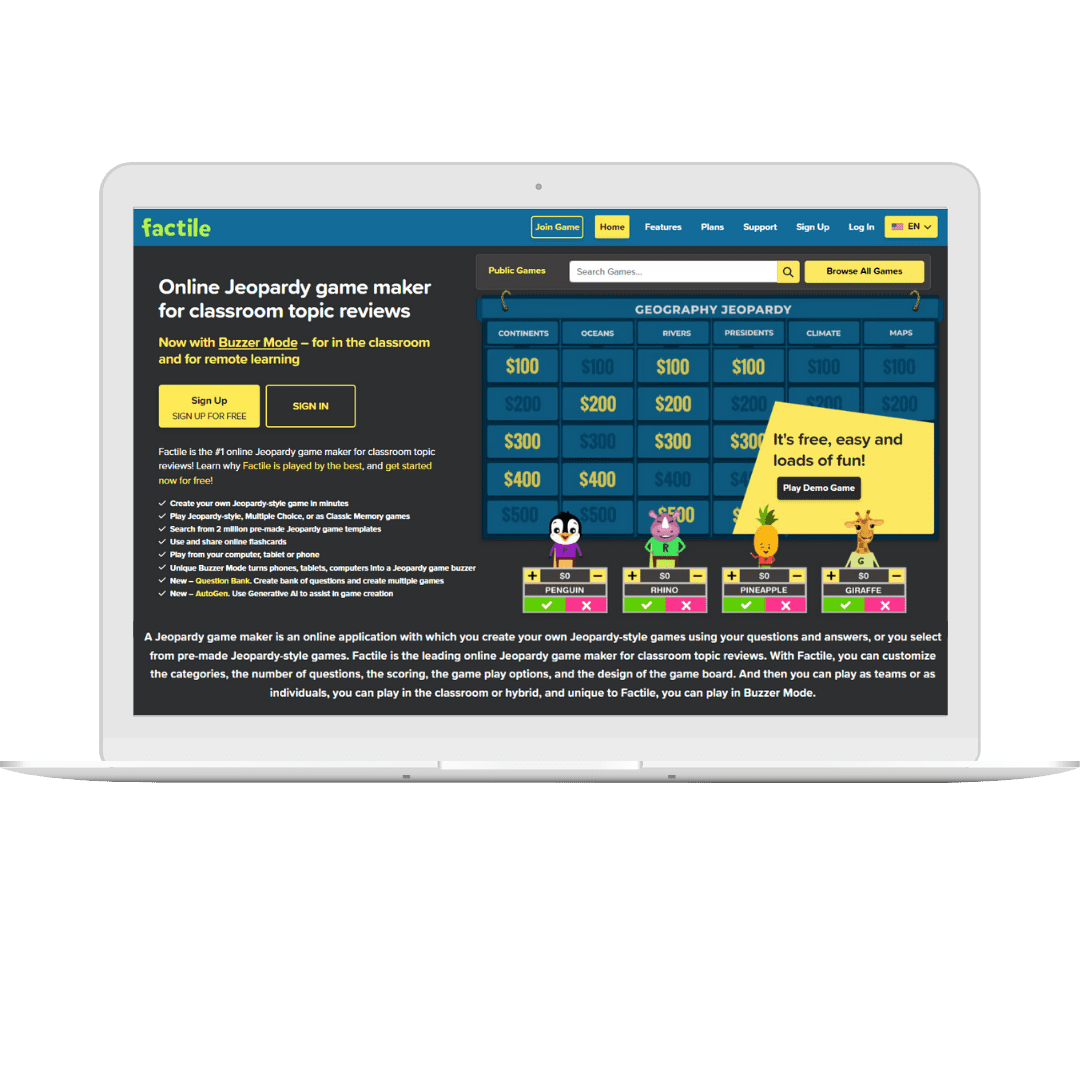 factile
Join Game
Home
Features
Plans
Support
Sign Up
Log In
EN
Online Jeopardy game maker
for classroom topic reviews
Now with Buzzer Mode – for in the classroom
and for remote learning
Sign Up
SIGN UP FOR FREE
SIGN IN
Factile is the #1 online Jeopardy game maker for classroom topic
reviews! Learn why Factile is played by the best, and get started
now for free!
Create your own Jeopardy-style game in minutes
Play Jeopardy-style, Multiple Choice, or as Classic Memory games
Search from 2 million pre-made Jeopardy game templates
Use and share online flashcards
Play from your computer, tablet or phone
Unique Buzzer Mode turns phones, tablets, computers into a Jeopardy game buzzer
New – Question Bank. Create bank of questions and create multiple games
New – AutoGen. Use Generative AI to assist in game creation
Public Games
Search Games...
Browse All Games
GEOGRAPHY JEOPARDY
CONTINENTS OCEANS RIVERS PRESIDENTS CLIMATE MAPS
$100 $100 $100 $100 $100 $100
$200 $200 $200 $200 $200 $200
$300 $300 $300 $300
$400 $400 $400
$500 $500 $500
It's free, easy and
loads of fun!
Play Demo Game
P R G
+ $0 − + $0 − + $0 − + $0 −
PENGUIN RHINO PINEAPPLE GIRAFFE
A Jeopardy game maker is an online application with which you create your own Jeopardy-style games using your questions and answers, or you select
from pre-made Jeopardy-style games. Factile is the leading online Jeopardy game maker for classroom topic reviews. With Factile, you can customize
the categories, the number of questions, the scoring, the game play options, and the design of the game board. And then you can play as teams or as
individuals, you can play in the classroom or hybrid, and unique to Factile, you can play in Buzzer Mode.